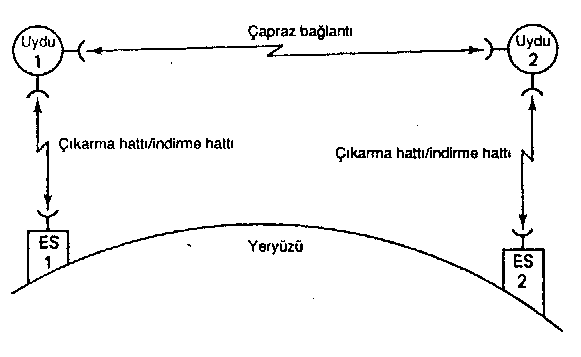 Çapraz bağlantı
Uydu
1
Uydu
2
Çıkarma hattı/indirme hattı
Çıkarma hattı/indirme hattı
ES
1
Yeryüzü
ES
2